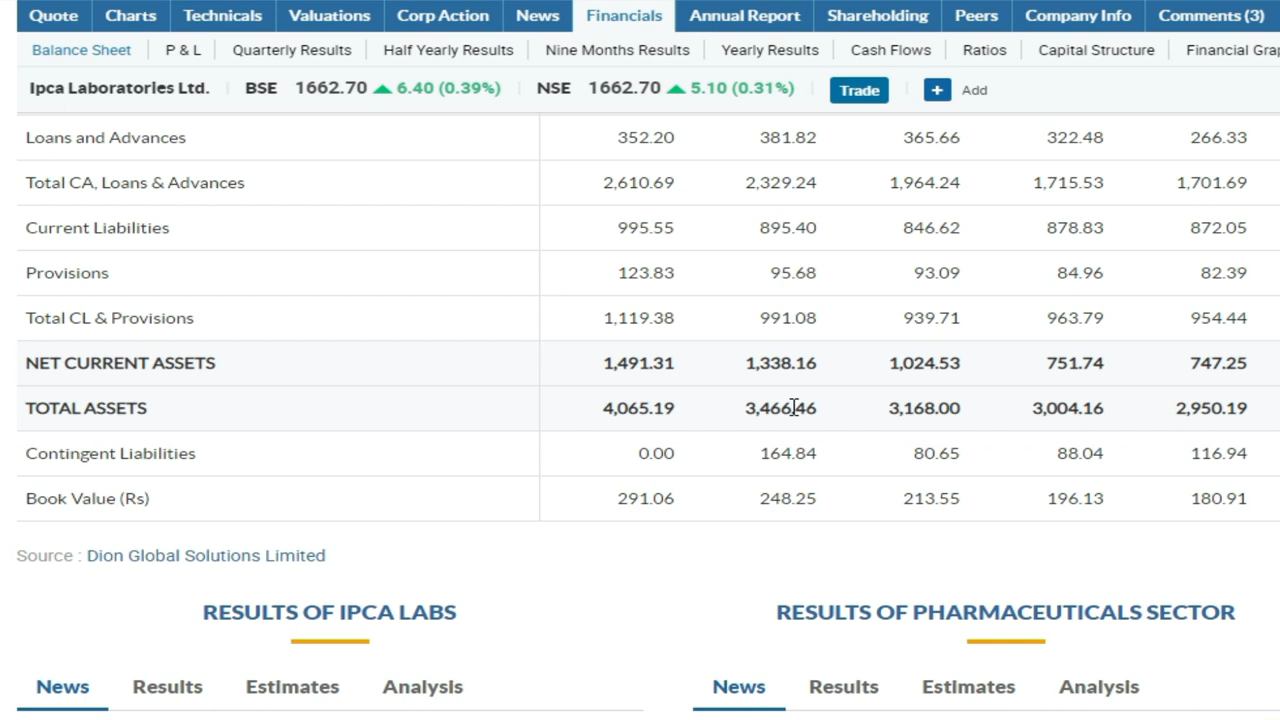 Quote Charts Technicals Valuations Corp Action News Financials Annual Report Shareholding Peers Company Info Comments (3)
Balance Sheet P & L Quarterly Results Half Yearly Results Nine Months Results Yearly Results Cash Flows Ratios Capital Structure Financial Grap
Ipca Laboratories Ltd. BSE 1662.70 6.40 (0.39%) NSE 1662.70 5.10 (0.31%) Trade + Add
Loans and Advances 352.20 381.82 365.66 322.48 266.33
Total CA, Loans & Advances 2,610.69 2,329.24 1,964.24 1,715.53 1,701.69
Current Liabilities 995.55 895.40 846.62 878.83 872.05
Provisions 123.83 95.68 93.09 84.96 82.39
Total CL & Provisions 1,119.38 991.08 939.71 963.79 954.44
NET CURRENT ASSETS 1,491.31 1,338.16 1,024.53 751.74 747.25
TOTAL ASSETS 4,065.19 3,466.46 3,168.00 3,004.16 2,950.19
Contingent Liabilities 0.00 164.84 80.65 88.04 116.94
Book Value (Rs) 291.06 248.25 213.55 196.13 180.91
Source : Dion Global Solutions Limited
RESULTS OF IPCA LABS RESULTS OF PHARMACEUTICALS SECTOR
News Results Estimates Analysis News Results Estimates Analysis